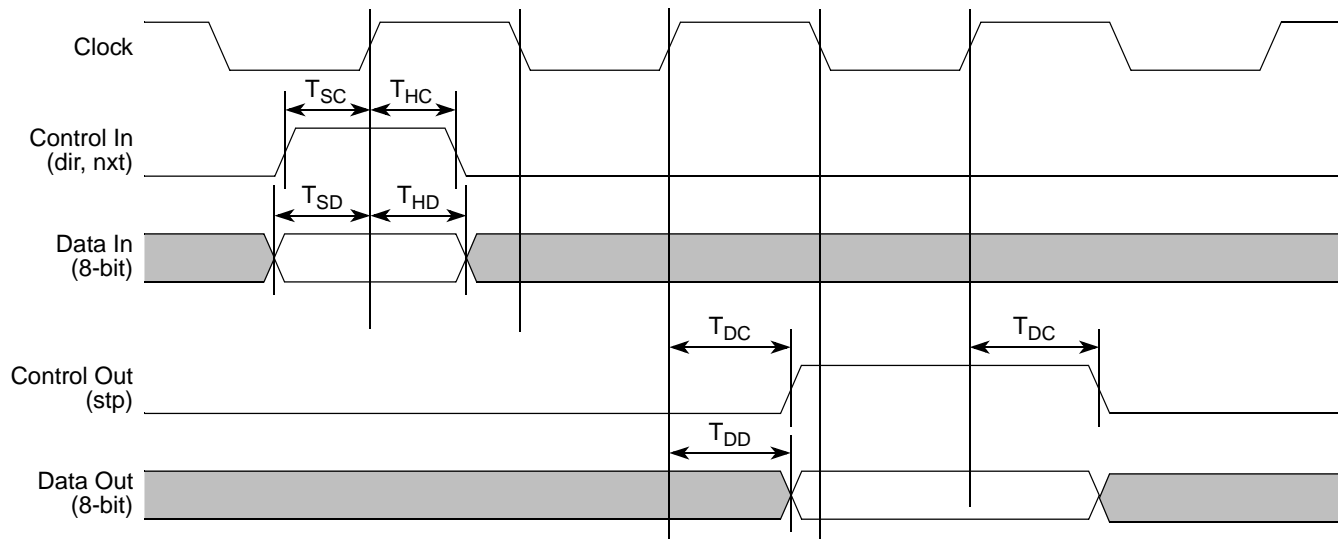 Clock
T_SC T_HC
Control In
(dir, nxt)
T_SD T_HD
Data In
(8-bit)
T_DC T_DC
Control Out
(stp)
T_DD
Data Out
(8-bit)